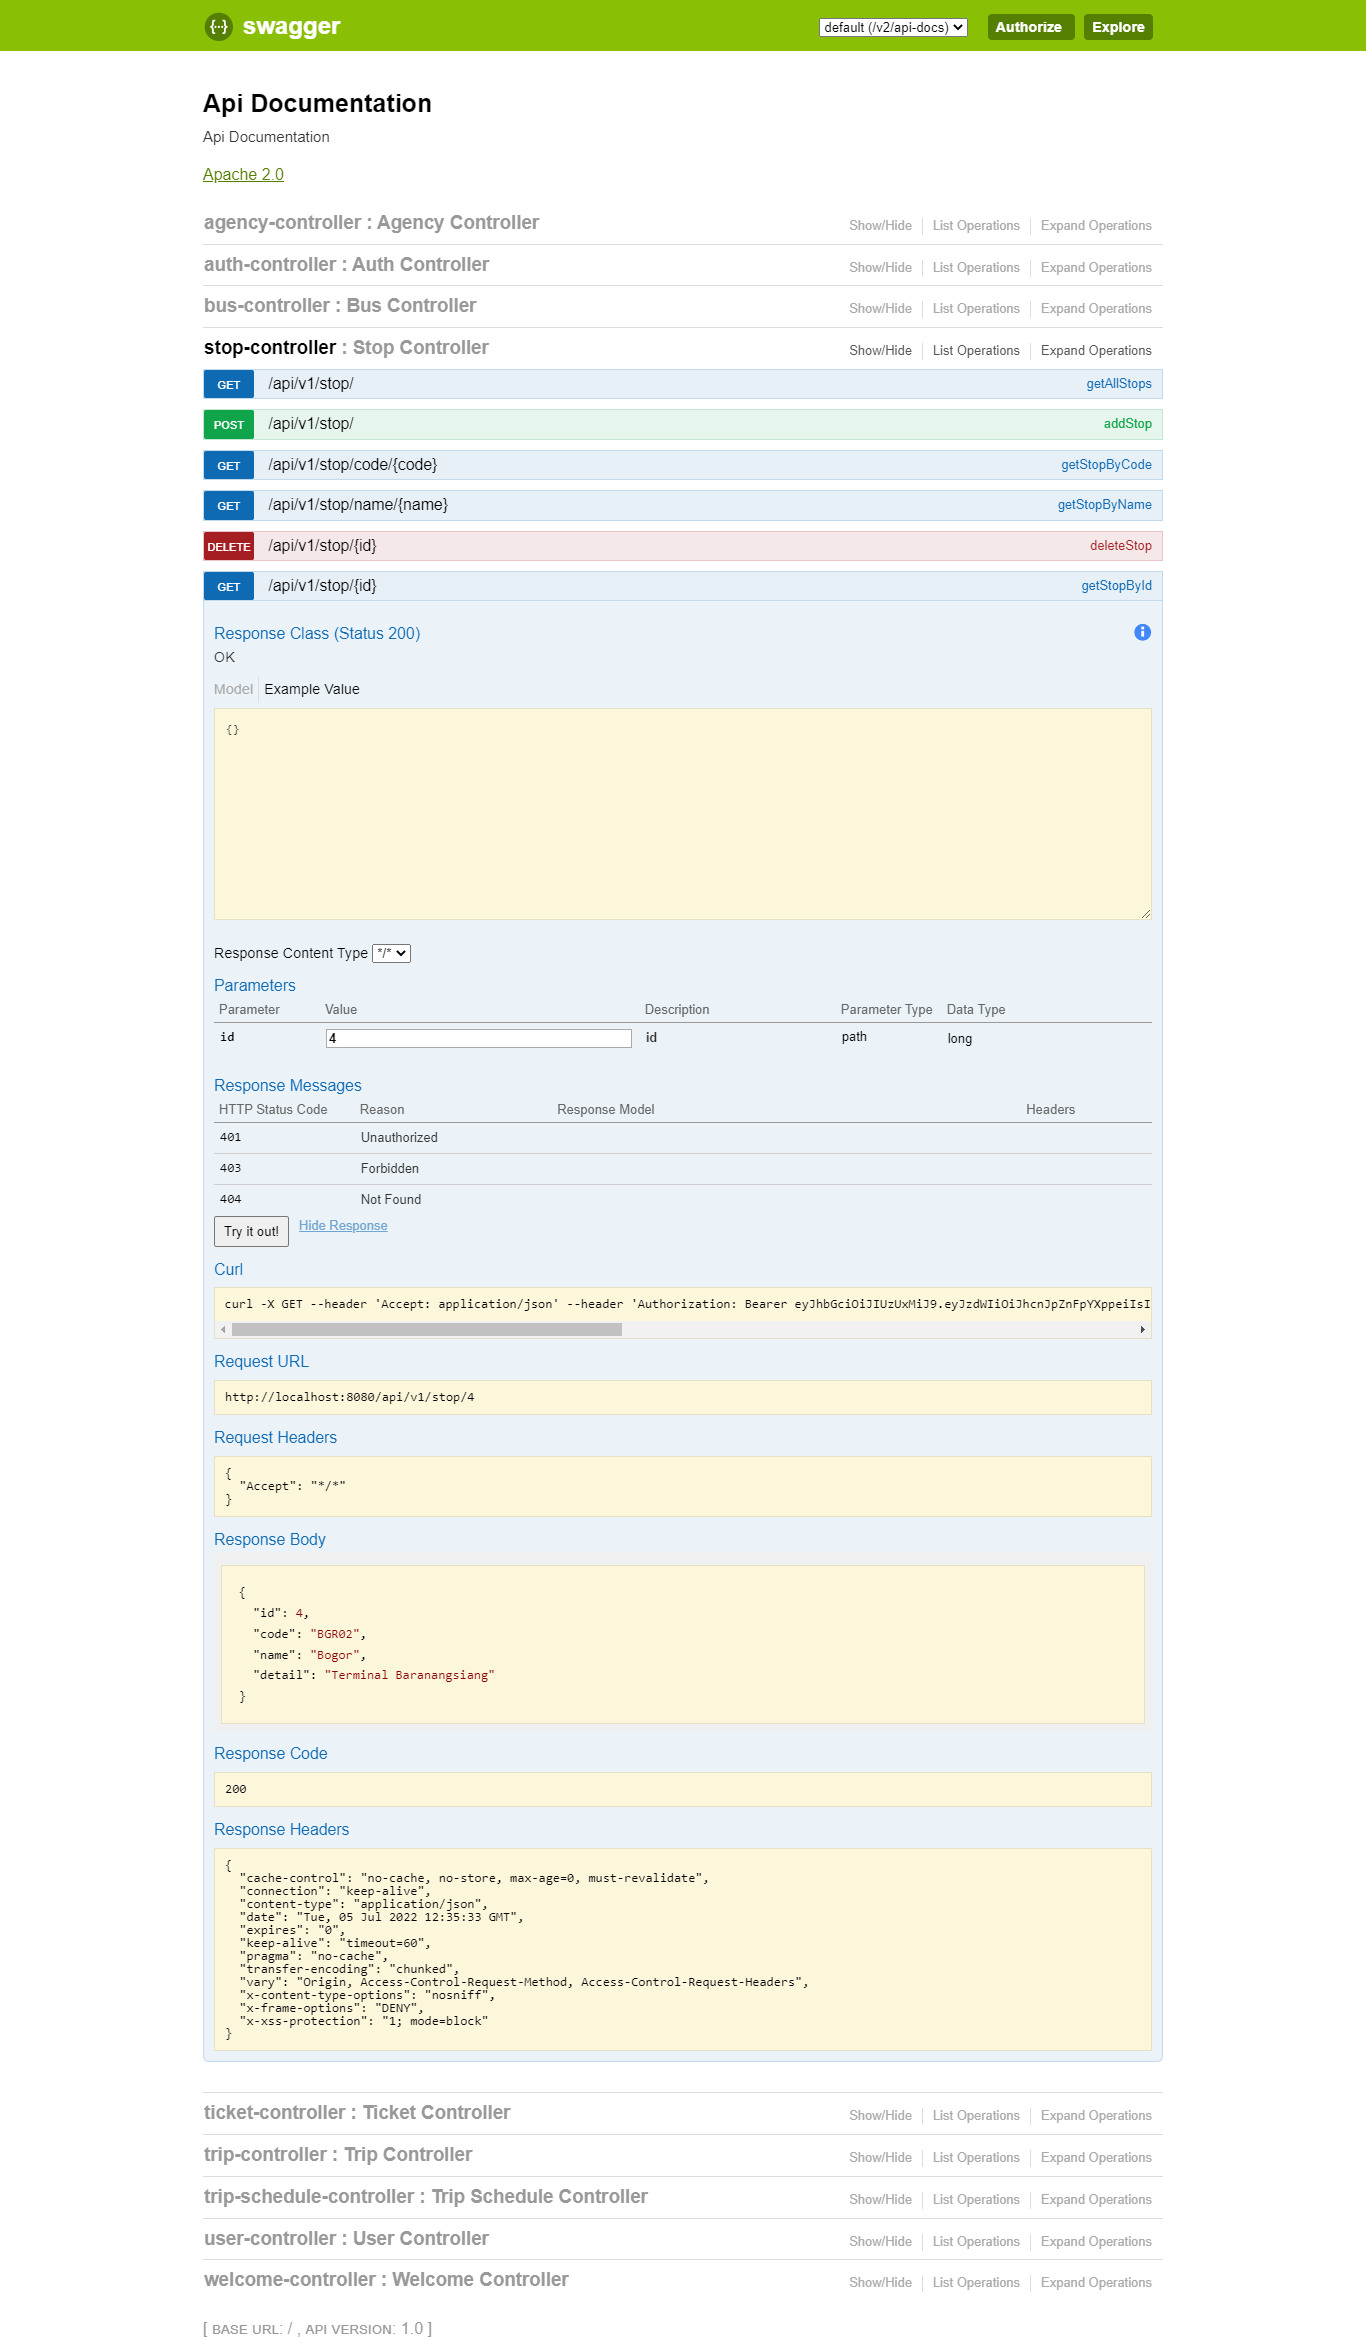 {···} swagger default (/v2/api-docs) Authorize Explore
Api Documentation
Api Documentation
Apache 2.0
agency-controller : Agency Controller Show/Hide List Operations Expand Operations
auth-controller : Auth Controller Show/Hide List Operations Expand Operations
bus-controller : Bus Controller Show/Hide List Operations Expand Operations
stop-controller : Stop Controller Show/Hide List Operations Expand Operations
GET /api/v1/stop/ getAllStops
POST /api/v1/stop/ addStop
GET /api/v1/stop/code/{code} getStopByCode
GET /api/v1/stop/name/{name} getStopByName
DELETE /api/v1/stop/{id} deleteStop
GET /api/v1/stop/{id} getStopById
Response Class (Status 200)
OK
Model Example Value
{}
Response Content Type */*
Parameters
Parameter Value Description Parameter Type Data Type
id 4 id path long
Response Messages
HTTP Status Code Reason Response Model Headers
401 Unauthorized
403 Forbidden
404 Not Found
Try it out! Hide Response
Curl
curl -X GET --header 'Accept: application/json' --header 'Authorization: Bearer eyJhbGciOiJIUzUxMiJ9.eyJzdWIiOiJhcnJpZnFpYXppeiIsI
Request URL
http://localhost:8080/api/v1/stop/4
Request Headers
{
"Accept": "*/*"
}
Response Body
{
"id": 4,
"code": "BGR02",
"name": "Bogor",
"detail": "Terminal Baranangsiang"
}
Response Code
200
Response Headers
{
"cache-control": "no-cache, no-store, max-age=0, must-revalidate",
"connection": "keep-alive",
"content-type": "application/json",
"date": "Tue, 05 Jul 2022 12:35:33 GMT",
"expires": "0",
"keep-alive": "timeout=60",
"pragma": "no-cache",
"transfer-encoding": "chunked",
"vary": "Origin, Access-Control-Request-Method, Access-Control-Request-Headers",
"x-content-type-options": "nosniff",
"x-frame-options": "DENY",
"x-xss-protection": "1; mode=block"
}
ticket-controller : Ticket Controller Show/Hide List Operations Expand Operations
trip-controller : Trip Controller Show/Hide List Operations Expand Operations
trip-schedule-controller : Trip Schedule Controller Show/Hide List Operations Expand Operations
user-controller : User Controller Show/Hide List Operations Expand Operations
welcome-controller : Welcome Controller Show/Hide List Operations Expand Operations
[ BASE URL: / , API VERSION: 1.0 ]